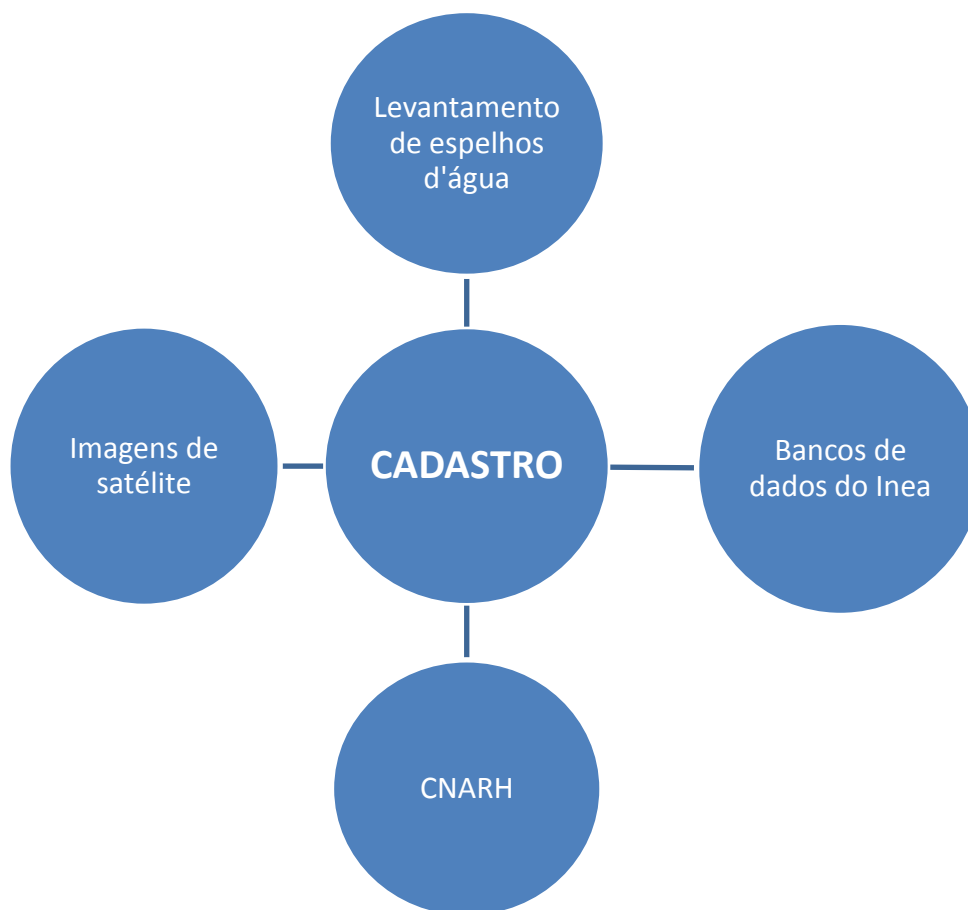 Levantamento
de espelhos
d'água
Imagens de
satélite
CADASTRO
Bancos de
dados do Inea
CNARH